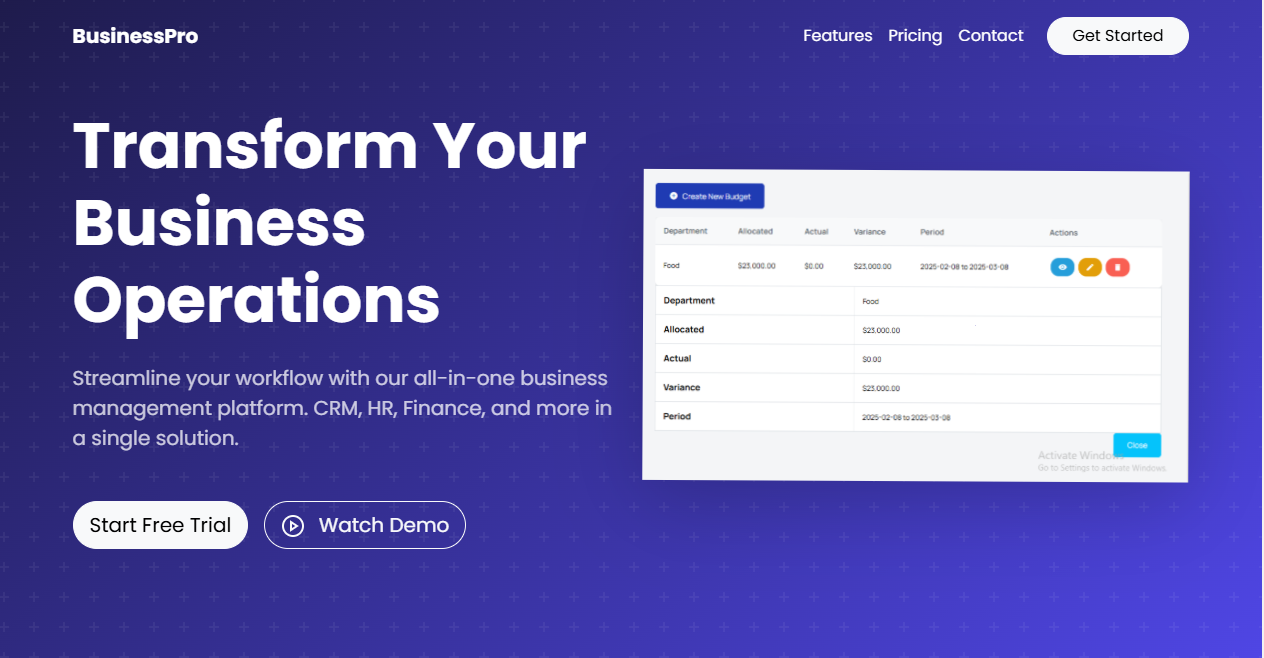 BusinessPro
Features Pricing Contact Get Started
Transform Your
Business
Operations
Streamline your workflow with our all-in-one business
management platform. CRM, HR, Finance, and more in
a single solution.
Start Free Trial Watch Demo
Create New Budget
Department Allocated Actual Variance Period Actions
Food $23,000.00 $0.00 $23,000.00 2025-02-08 to 2025-03-08
Department Food
Allocated $23,000.00
Actual $0.00
Variance $23,000.00
Period 2025-02-08 to 2025-03-08
Close
Activate Windows
Go to Settings to activate Windows.